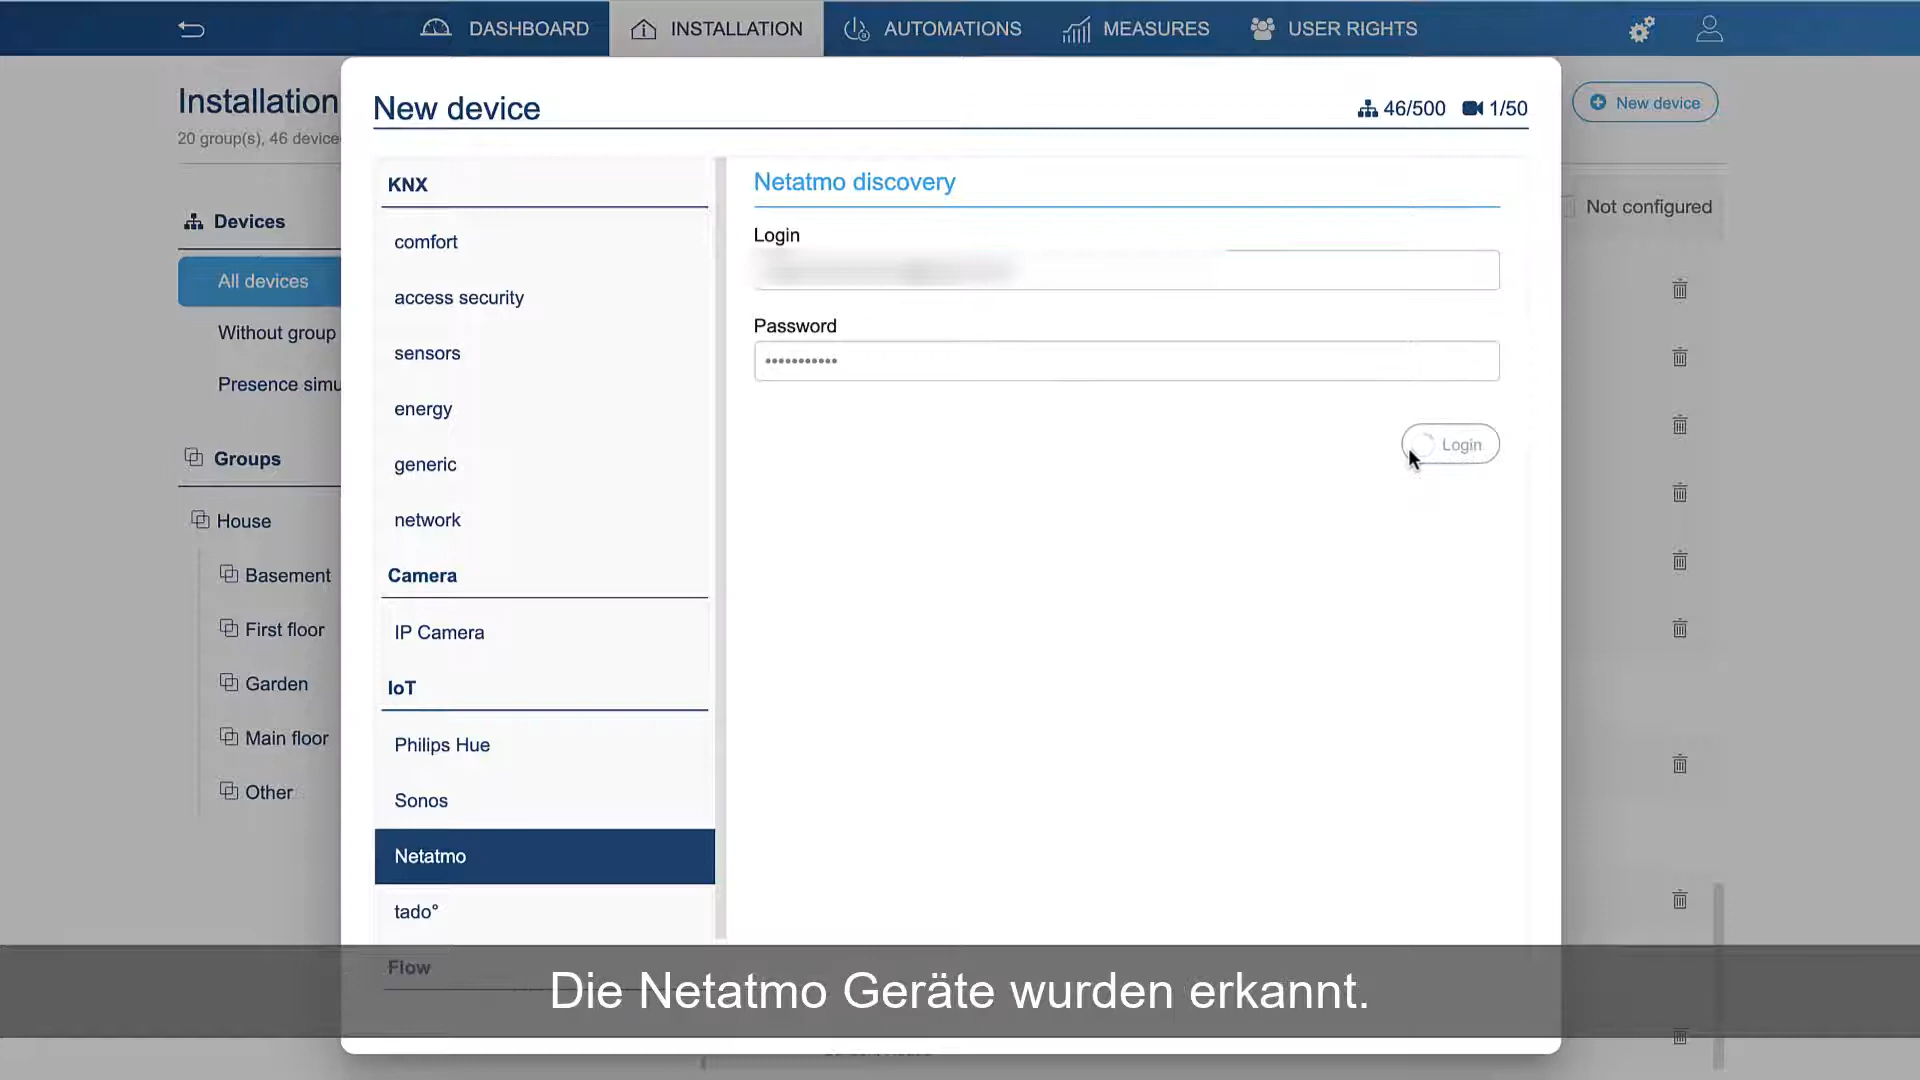 DASHBOARD
INSTALLATION
AUTOMATIONS
MEASURES
USER RIGHTS
Installation
20 group(s), 46 device
New device
Devices
All devices
Without group
Presence simu
Groups
House
Basement
First floor
Garden
Main floor
Other
Not configured
New device
46/500
1/50
KNX
comfort
access security
sensors
energy
generic
network
Camera
IP Camera
IoT
Philips Hue
Sonos
Netatmo
tado°
Flow
Netatmo discovery
Login
Password
•••••••••••
Login
Die Netatmo Geräte wurden erkannt.